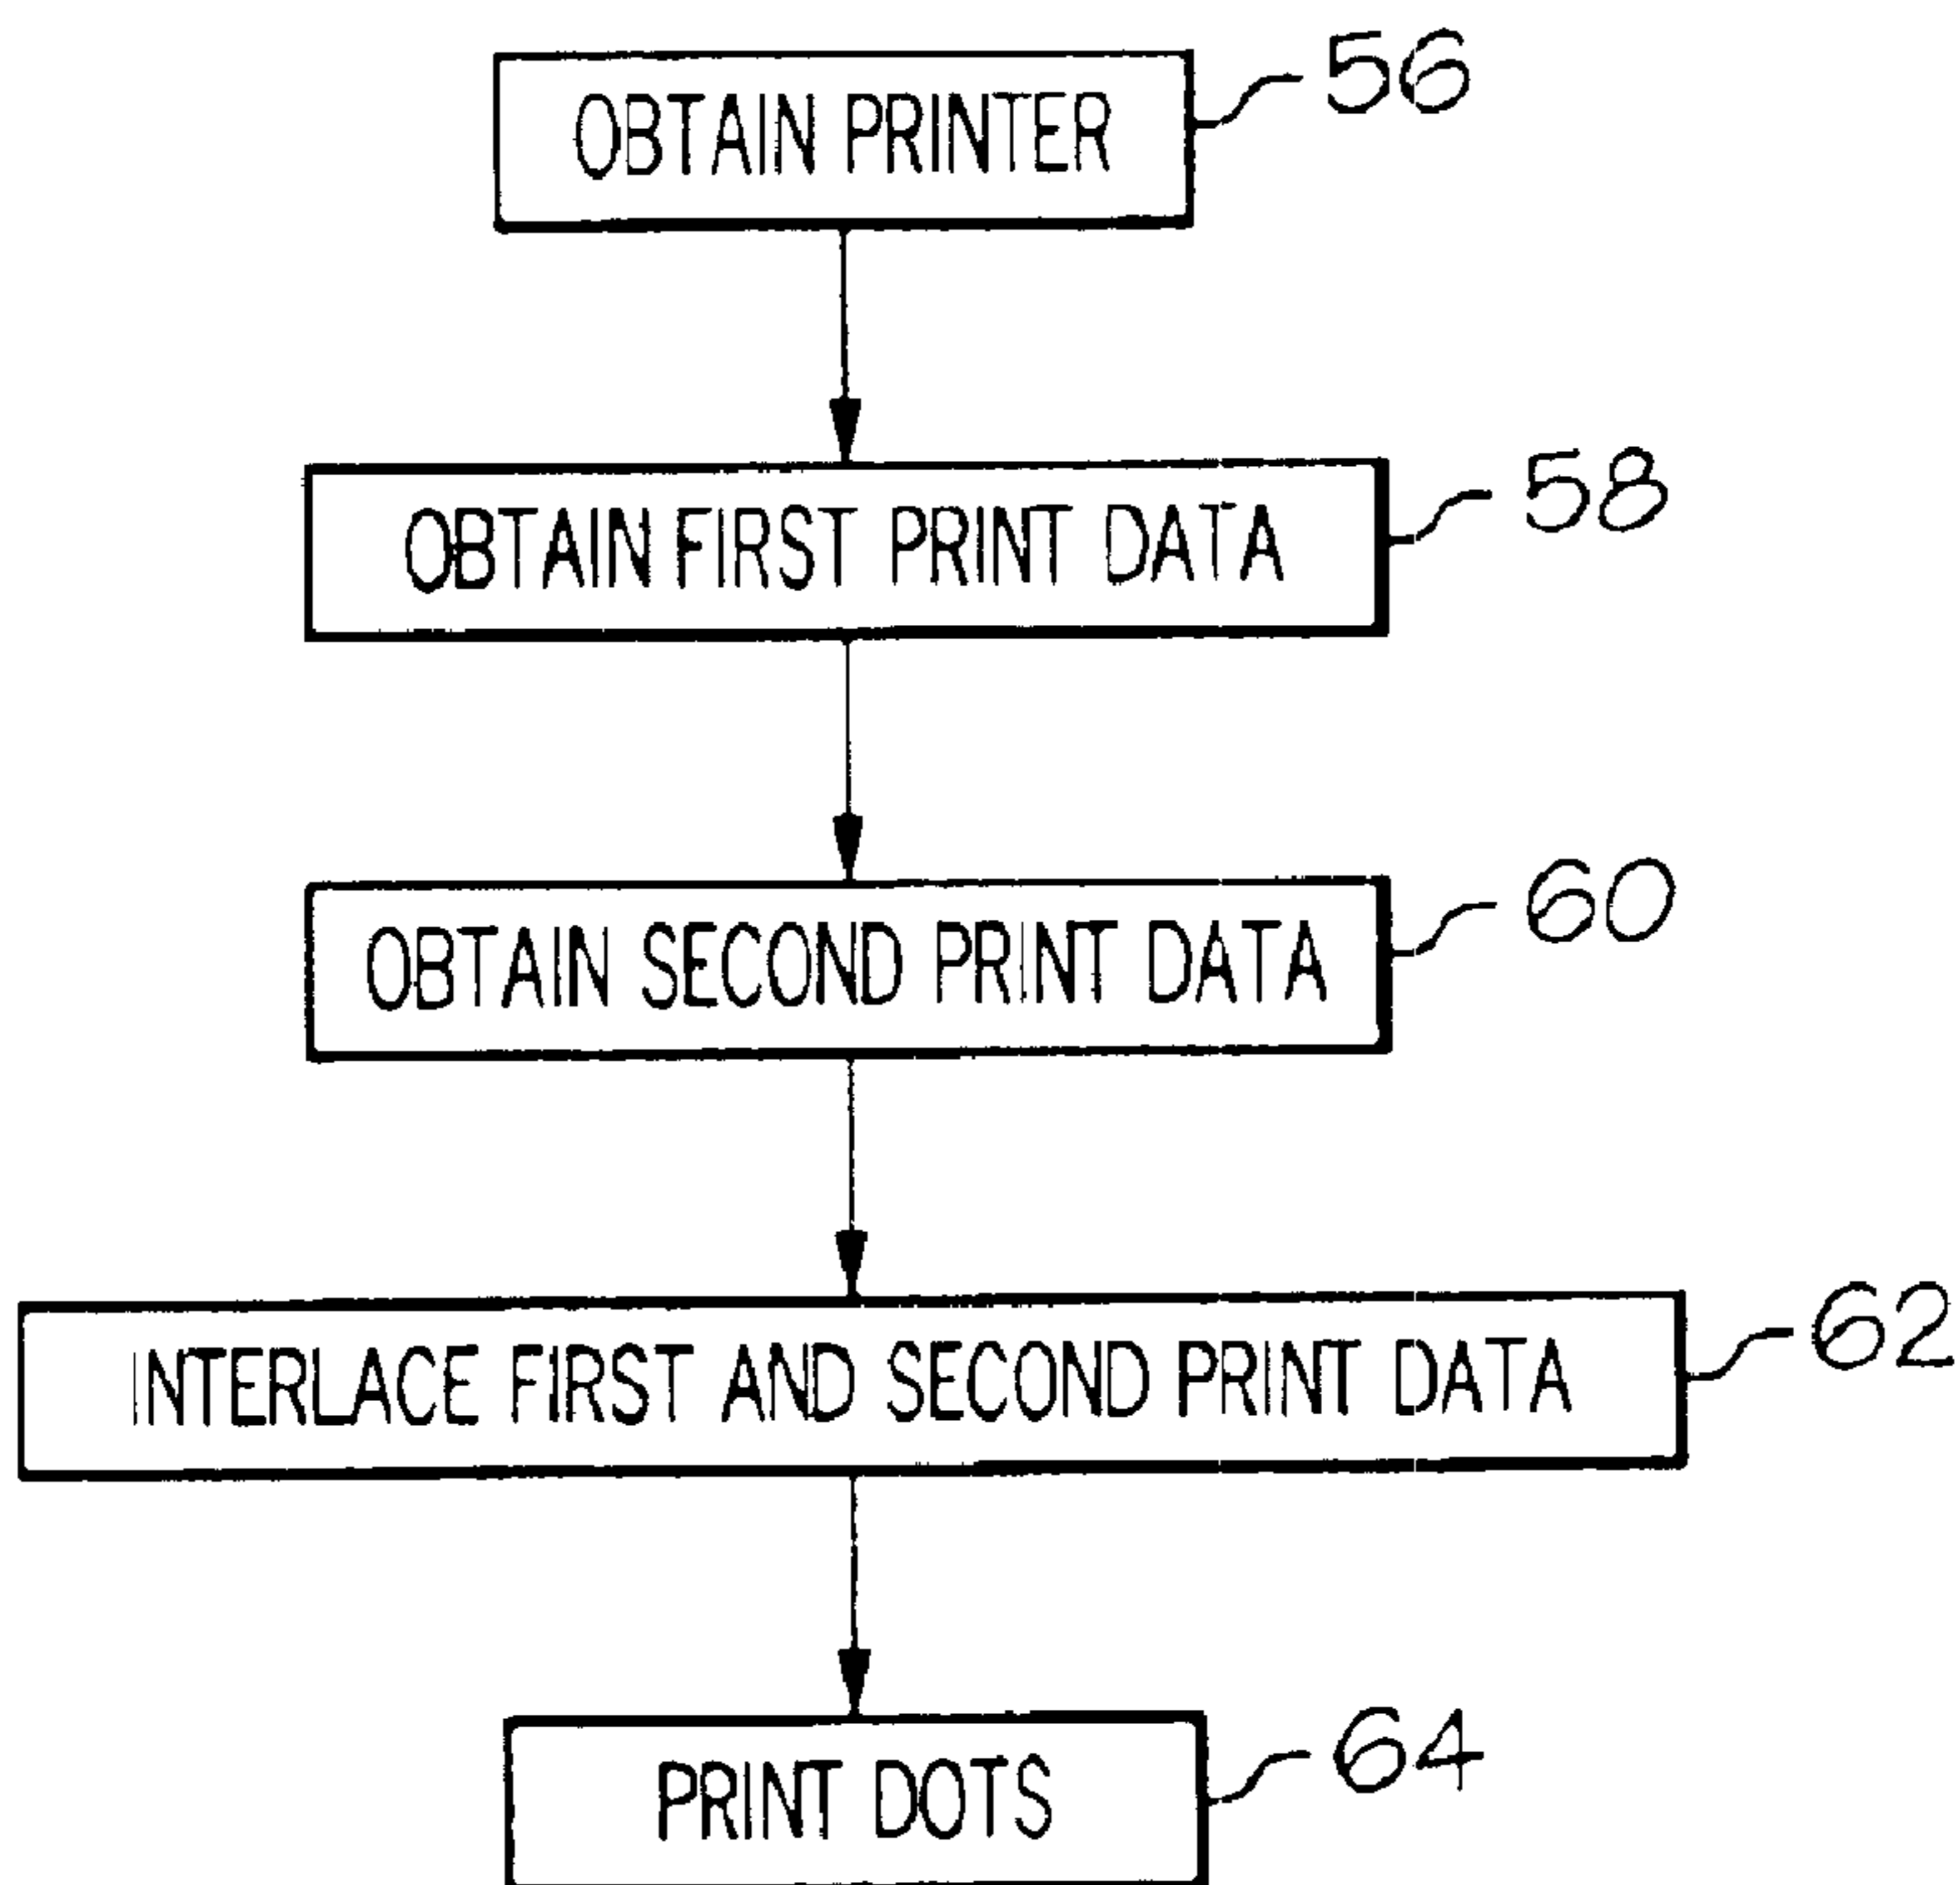 OBTAIN PRINTER 56
OBTAIN FIRST PRINT DATA 58
OBTAIN SECOND PRINT DATA 60
INTERLACE FIRST AND SECOND PRINT DATA 62
PRINT DOTS 64